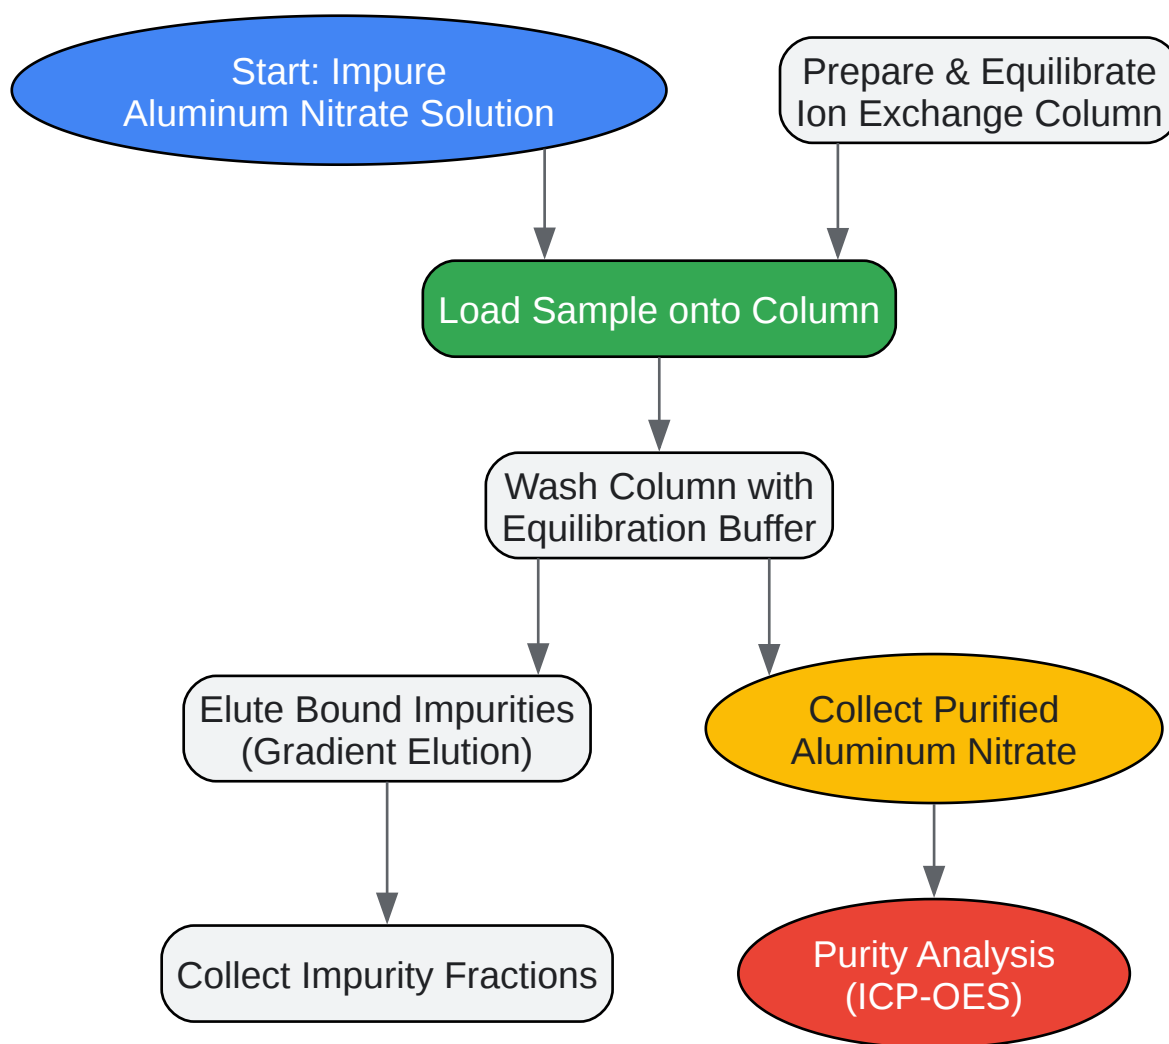 Start: Impure
Aluminum Nitrate Solution
Prepare & Equilibrate
Ion Exchange Column
Load Sample onto Column
Wash Column with
Equilibration Buffer
Elute Bound Impurities
(Gradient Elution)
Collect Purified
Aluminum Nitrate
Collect Impurity Fractions
Purity Analysis
(ICP-OES)